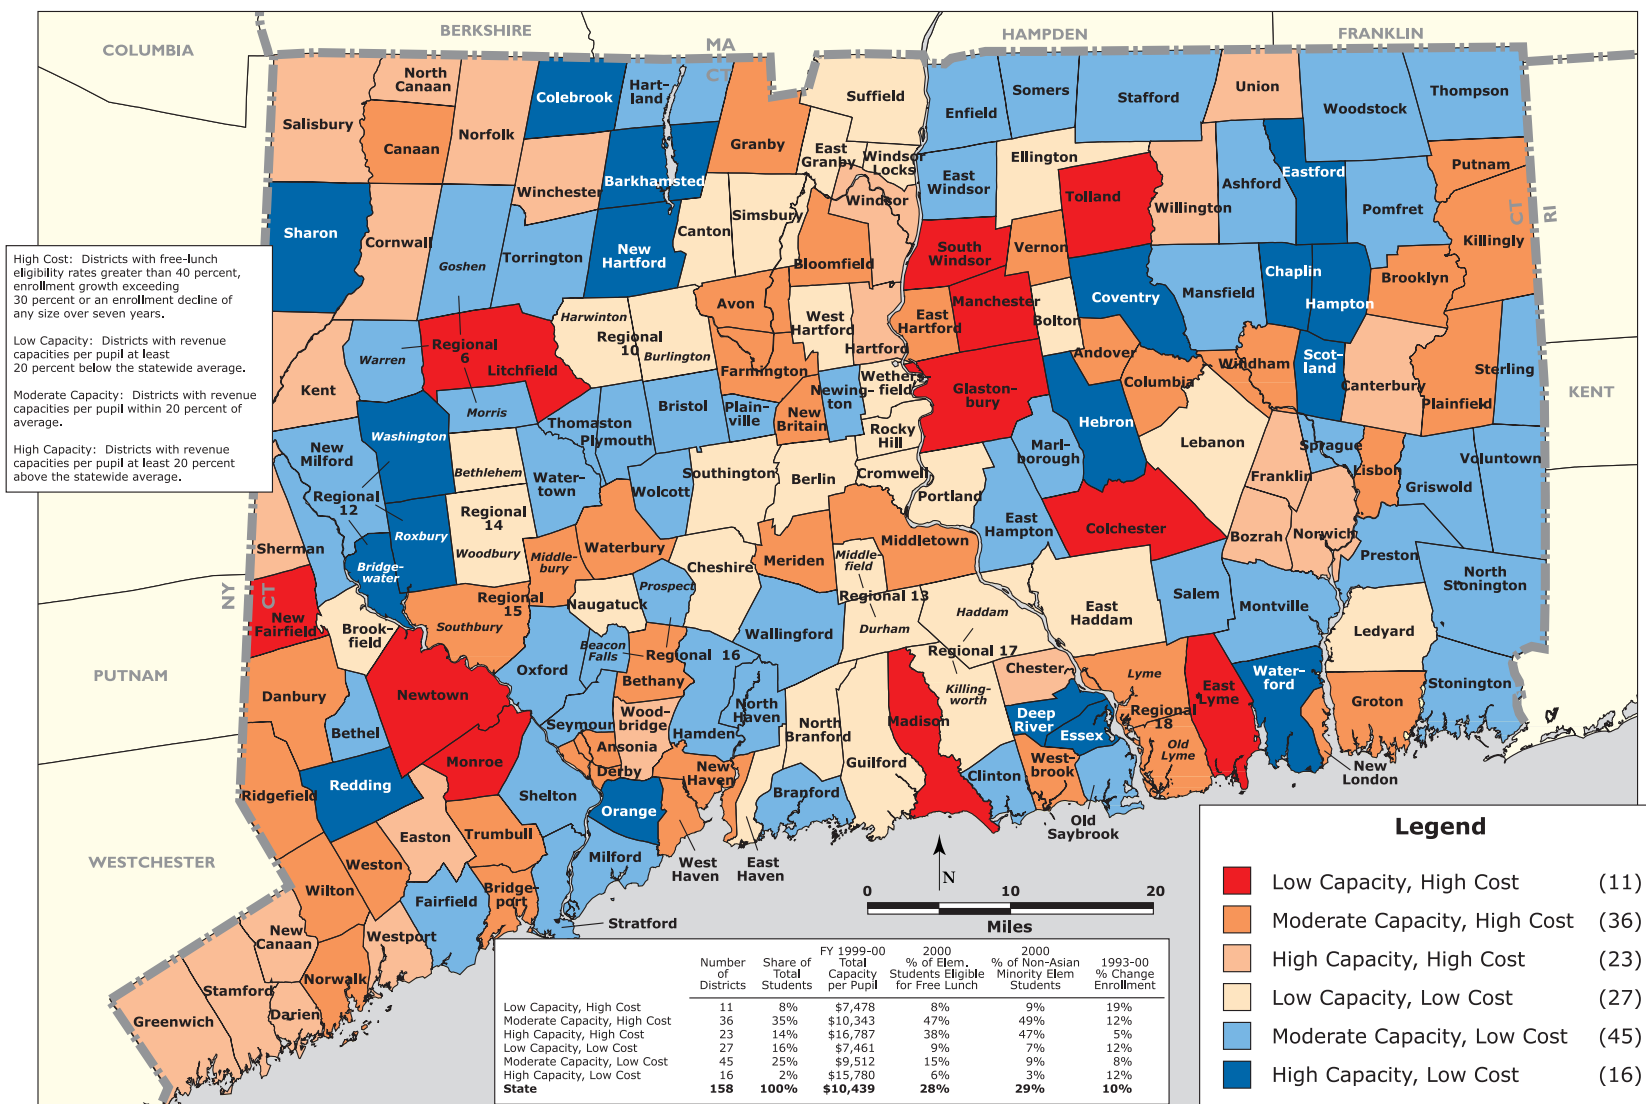 COLUMBIA
BERKSHIRE
MA
CT
HAMPDEN
FRANKLIN
Salisbury
North
Canaan
Canaan
Norfolk
Colebrook
Hart-
land
Granby
Suffield
Enfield
Somers
Stafford
Union
Woodstock
Thompson
East
Granby
Windsor
Locks
East
Windsor
Ellington
Tolland
Willington
Ashford
Eastford
Pomfret
Putnam
Killingly
CT
RI
Sharon
Cornwall
Winchester
Barkhamsted
Goshen
Torrington
New
Hartford
Canton
Simsbury
Windsor
Bloomfield
South
Windsor
Vernon
Coventry
Mansfield
Chaplin
Hampton
Brooklyn
High Cost:  Districts with free-lunch
eligibility rates greater than 40 percent,
enrollment growth exceeding
30 percent or an enrollment decline of
any size over seven years.
Low Capacity:  Districts with revenue
capacities per pupil at least
20 percent below the statewide average.
Moderate Capacity:  Districts with revenue
capacities per pupil within 20 percent of
average.
High Capacity:  Districts with revenue
capacities per pupil at least 20 percent
above the statewide average.
Kent
Warren
Regional
6
Litchfield
Morris
Harwinton
Regional
10
Burlington
Avon
Farmington
West
Hartford
Hartford
East
Hartford
Manchester
Bolton
Andover
Columbia
Windham
Scot-
land
Canterbury
Plainfield
Sterling
KENT
New
Milford
Washington
Bethlehem
Thomaston
Plymouth
Bristol
Plain-
ville
New
Britain
Newing-
ton
Wethers-
field
Rocky
Hill
Glaston-
bury
Marl-
borough
Hebron
Lebanon
Franklin
Sprague
Lisbon
Griswold
Voluntown
Regional
12
Roxbury
Bridge-
water
Regional
14
Woodbury
Water-
town
Wolcott
Southington
Berlin
Cromwell
Portland
East
Hampton
Colchester
Bozrah
Norwich
Preston
North
Stonington
Sherman
NY
CT
New
Fairfield
Brook-
field
Middle-
bury
Waterbury
Regional
15
Southbury
Naugatuck
Prospect
Cheshire
Meriden
Middle-
field
Middletown
Regional 13
Durham
Haddam
East
Haddam
Salem
Montville
Ledyard
PUTNAM
Danbury
Bethel
Newtown
Oxford
Beacon
Falls
Regional 16
Bethany
Wallingford
Regional 17
Killing-
worth
Chester
Lyme
East
Lyme
Water-
ford
Groton
Stonington
Seymour
Wood-
bridge
Ansonia
Derby
Hamden
North
Haven
North
Branford
Guilford
Madison
Deep
River
Essex
Regional
18
Old
Lyme
New
London
Ridgefield
Redding
Monroe
Shelton
Orange
New
Haven
Branford
Clinton
West-
brook
Old
Saybrook
WESTCHESTER
Wilton
Weston
Easton
Trumbull
Bridge-
port
Fairfield
Milford
West
Haven
East
Haven
Stratford
New
Canaan
Westport
Norwalk
Stamford
Darien
Greenwich
N
0
10
20
Miles
Number of Districts | Share of Total Students | FY 1999-00 Total Capacity per Pupil | 2000 % of Elem. Students Eligible for Free Lunch | 2000 % of Non-Asian Minority Elem Students | 1993-00 % Change Enrollment
Low Capacity, High Cost 11 8% $7,478 8% 9% 19%
Moderate Capacity, High Cost 36 35% $10,343 47% 49% 12%
High Capacity, High Cost 23 14% $16,787 38% 47% 5%
Low Capacity, Low Cost 27 16% $7,461 9% 7% 12%
Moderate Capacity, Low Cost 45 25% $9,512 15% 9% 8%
High Capacity, Low Cost 16 2% $15,780 6% 3% 12%
State 158 100% $10,439 28% 29% 10%
Legend
Low Capacity, High Cost (11)
Moderate Capacity, High Cost (36)
High Capacity, High Cost (23)
Low Capacity, Low Cost (27)
Moderate Capacity, Low Cost (45)
High Capacity, Low Cost (16)